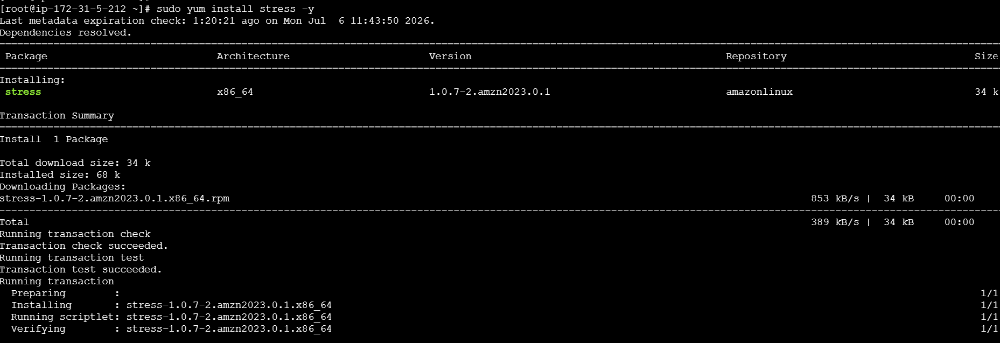 [root@ip-172-31-5-212 ~]# sudo yum install stress -y
Last metadata expiration check: 1:20:21 ago on Mon Jul  6 11:43:50 2026.
Dependencies resolved.
Package Architecture Version Repository Size
Installing:
stress x86_64 1.0.7-2.amzn2023.0.1 amazonlinux 34 k
Transaction Summary
Install  1 Package
Total download size: 34 k
Installed size: 68 k
Downloading Packages:
stress-1.0.7-2.amzn2023.0.1.x86_64.rpm 853 kB/s |  34 kB     00:00
Total 389 kB/s |  34 kB     00:00
Running transaction check
Transaction check succeeded.
Running transaction test
Transaction test succeeded.
Running transaction
Preparing        : 1/1
Installing       : stress-1.0.7-2.amzn2023.0.1.x86_64 1/1
Running scriptlet: stress-1.0.7-2.amzn2023.0.1.x86_64 1/1
Verifying        : stress-1.0.7-2.amzn2023.0.1.x86_64 1/1